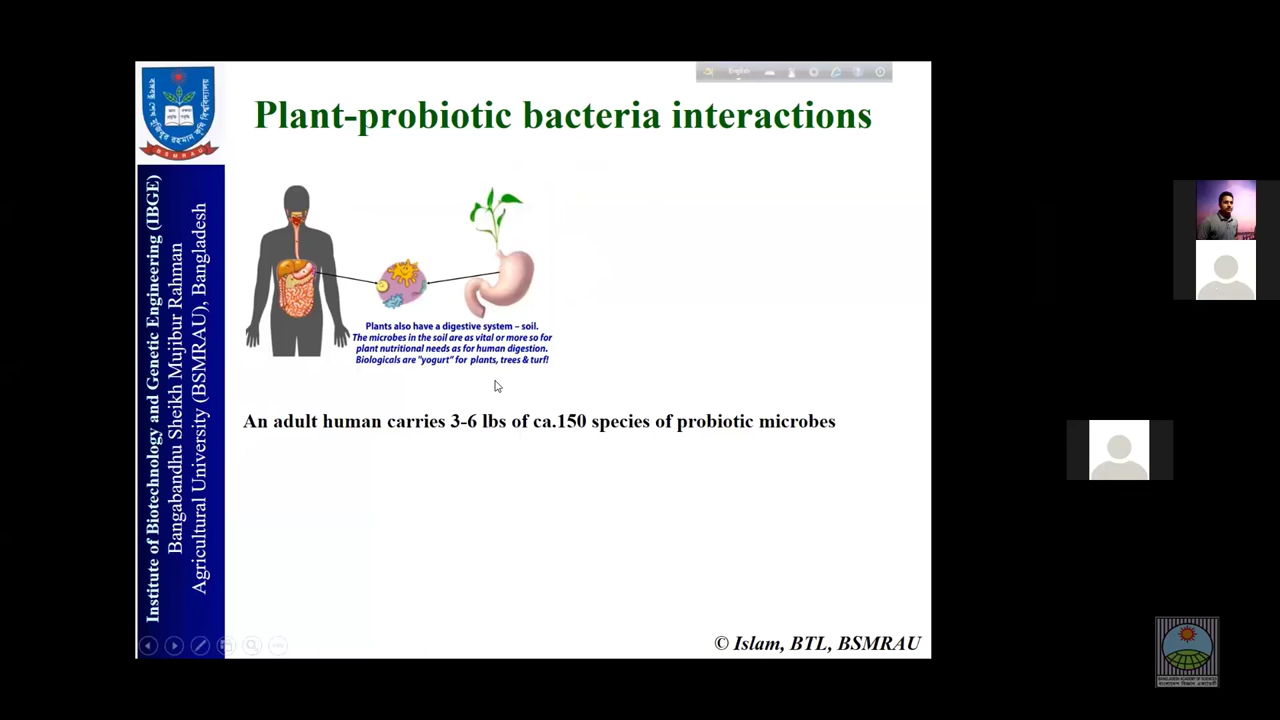 English
Plant-probiotic bacteria interactions
BSMRAU
Institute of Biotechnology and Genetic Engineering (IBGE)
Bangabandhu Sheikh Mujibur Rahman
Agricultural University (BSMRAU), Bangladesh
Plants also have a digestive system – soil.
The microbes in the soil are as vital or more so for
plant nutritional needs as for human digestion.
Biologicals are "yogurt" for plants, trees & turf!
An adult human carries 3-6 lbs of ca.150 species of probiotic microbes
© Islam, BTL, BSMRAU